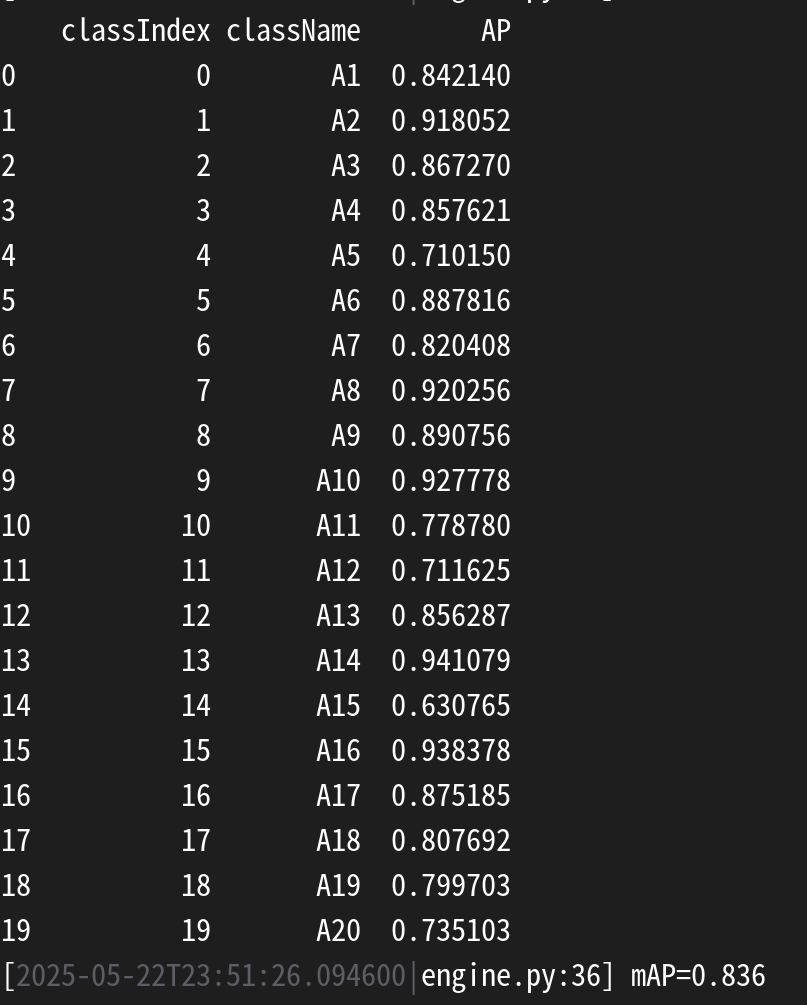 classIndex className AP
0 0 A1 0.842140
1 1 A2 0.918052
2 2 A3 0.867270
3 3 A4 0.857621
4 4 A5 0.710150
5 5 A6 0.887816
6 6 A7 0.820408
7 7 A8 0.920256
8 8 A9 0.890756
9 9 A10 0.927778
10 10 A11 0.778780
11 11 A12 0.711625
12 12 A13 0.856287
13 13 A14 0.941079
14 14 A15 0.630765
15 15 A16 0.938378
16 16 A17 0.875185
17 17 A18 0.807692
18 18 A19 0.799703
19 19 A20 0.735103
[2025-05-22T23:51:26.094600|engine.py:36] mAP=0.836